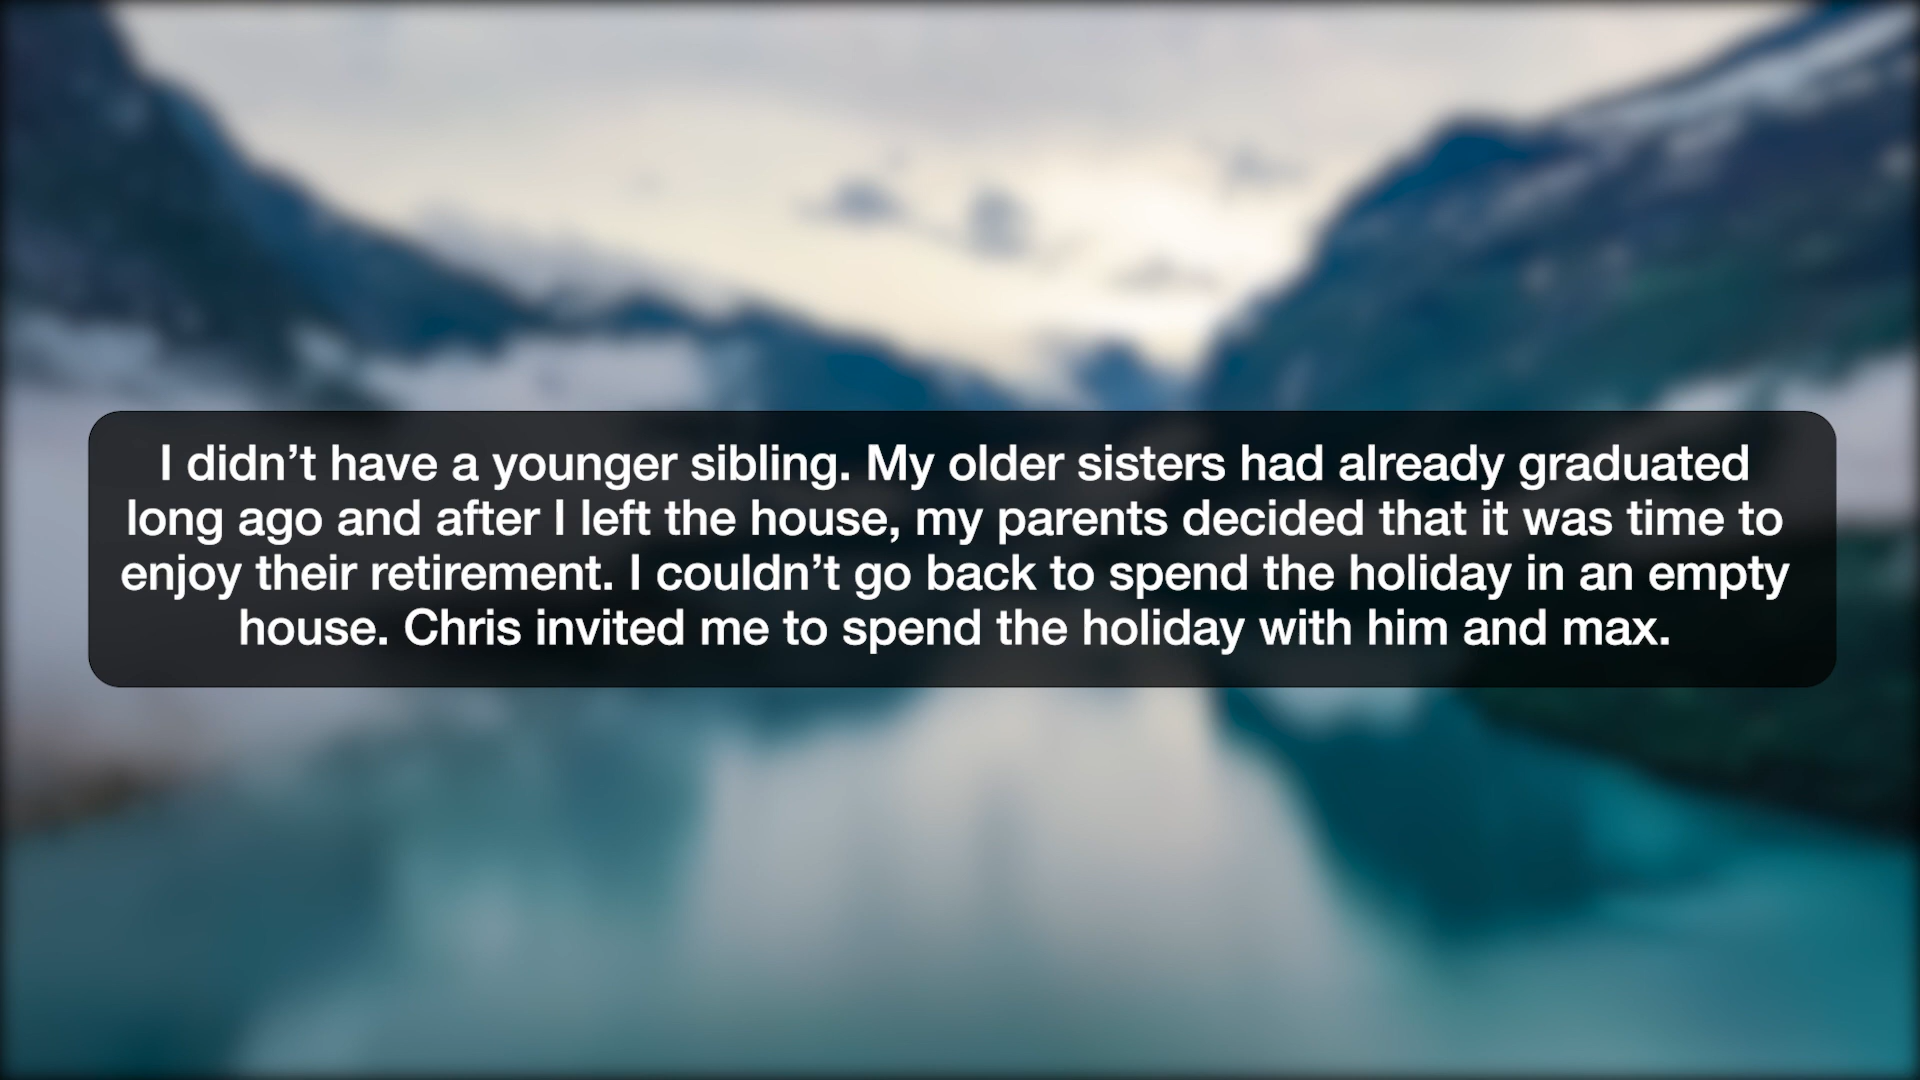 I didn’t have a younger sibling. My older sisters had already graduated
long ago and after I left the house, my parents decided that it was time to
enjoy their retirement. I couldn’t go back to spend the holiday in an empty
house. Chris invited me to spend the holiday with him and max.